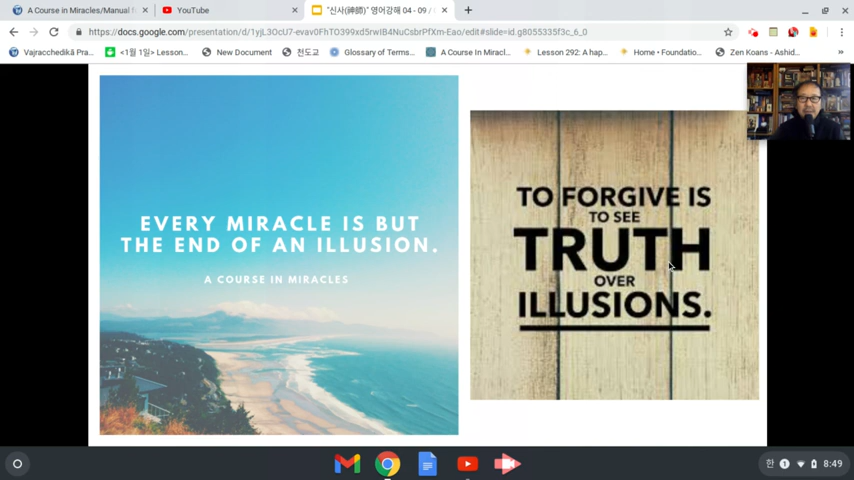 A Course in Miracles/Manual f
YouTube
"신사(神師)" 영어강해 04 - 09 /
https://docs.google.com/presentation/d/1yjL3OcU7-evav0FhTO399xd5rwIB4NuCsbrPfXm-Eao/edit#slide=id.g8055335f3c_6_0
Vajracchedikā Pra...
<1월 1일> Lesson...
New Document
천도교
Glossary of Terms...
A Course In Miracl...
Lesson 292: A hap...
Home • Foundatio...
Zen Koans - Ashid...
»
EVERY MIRACLE IS BUT
THE END OF AN ILLUSION.
A COURSE IN MIRACLES
TO FORGIVE IS
TO SEE
TRUTH
OVER
ILLUSIONS.
한 1 8:49